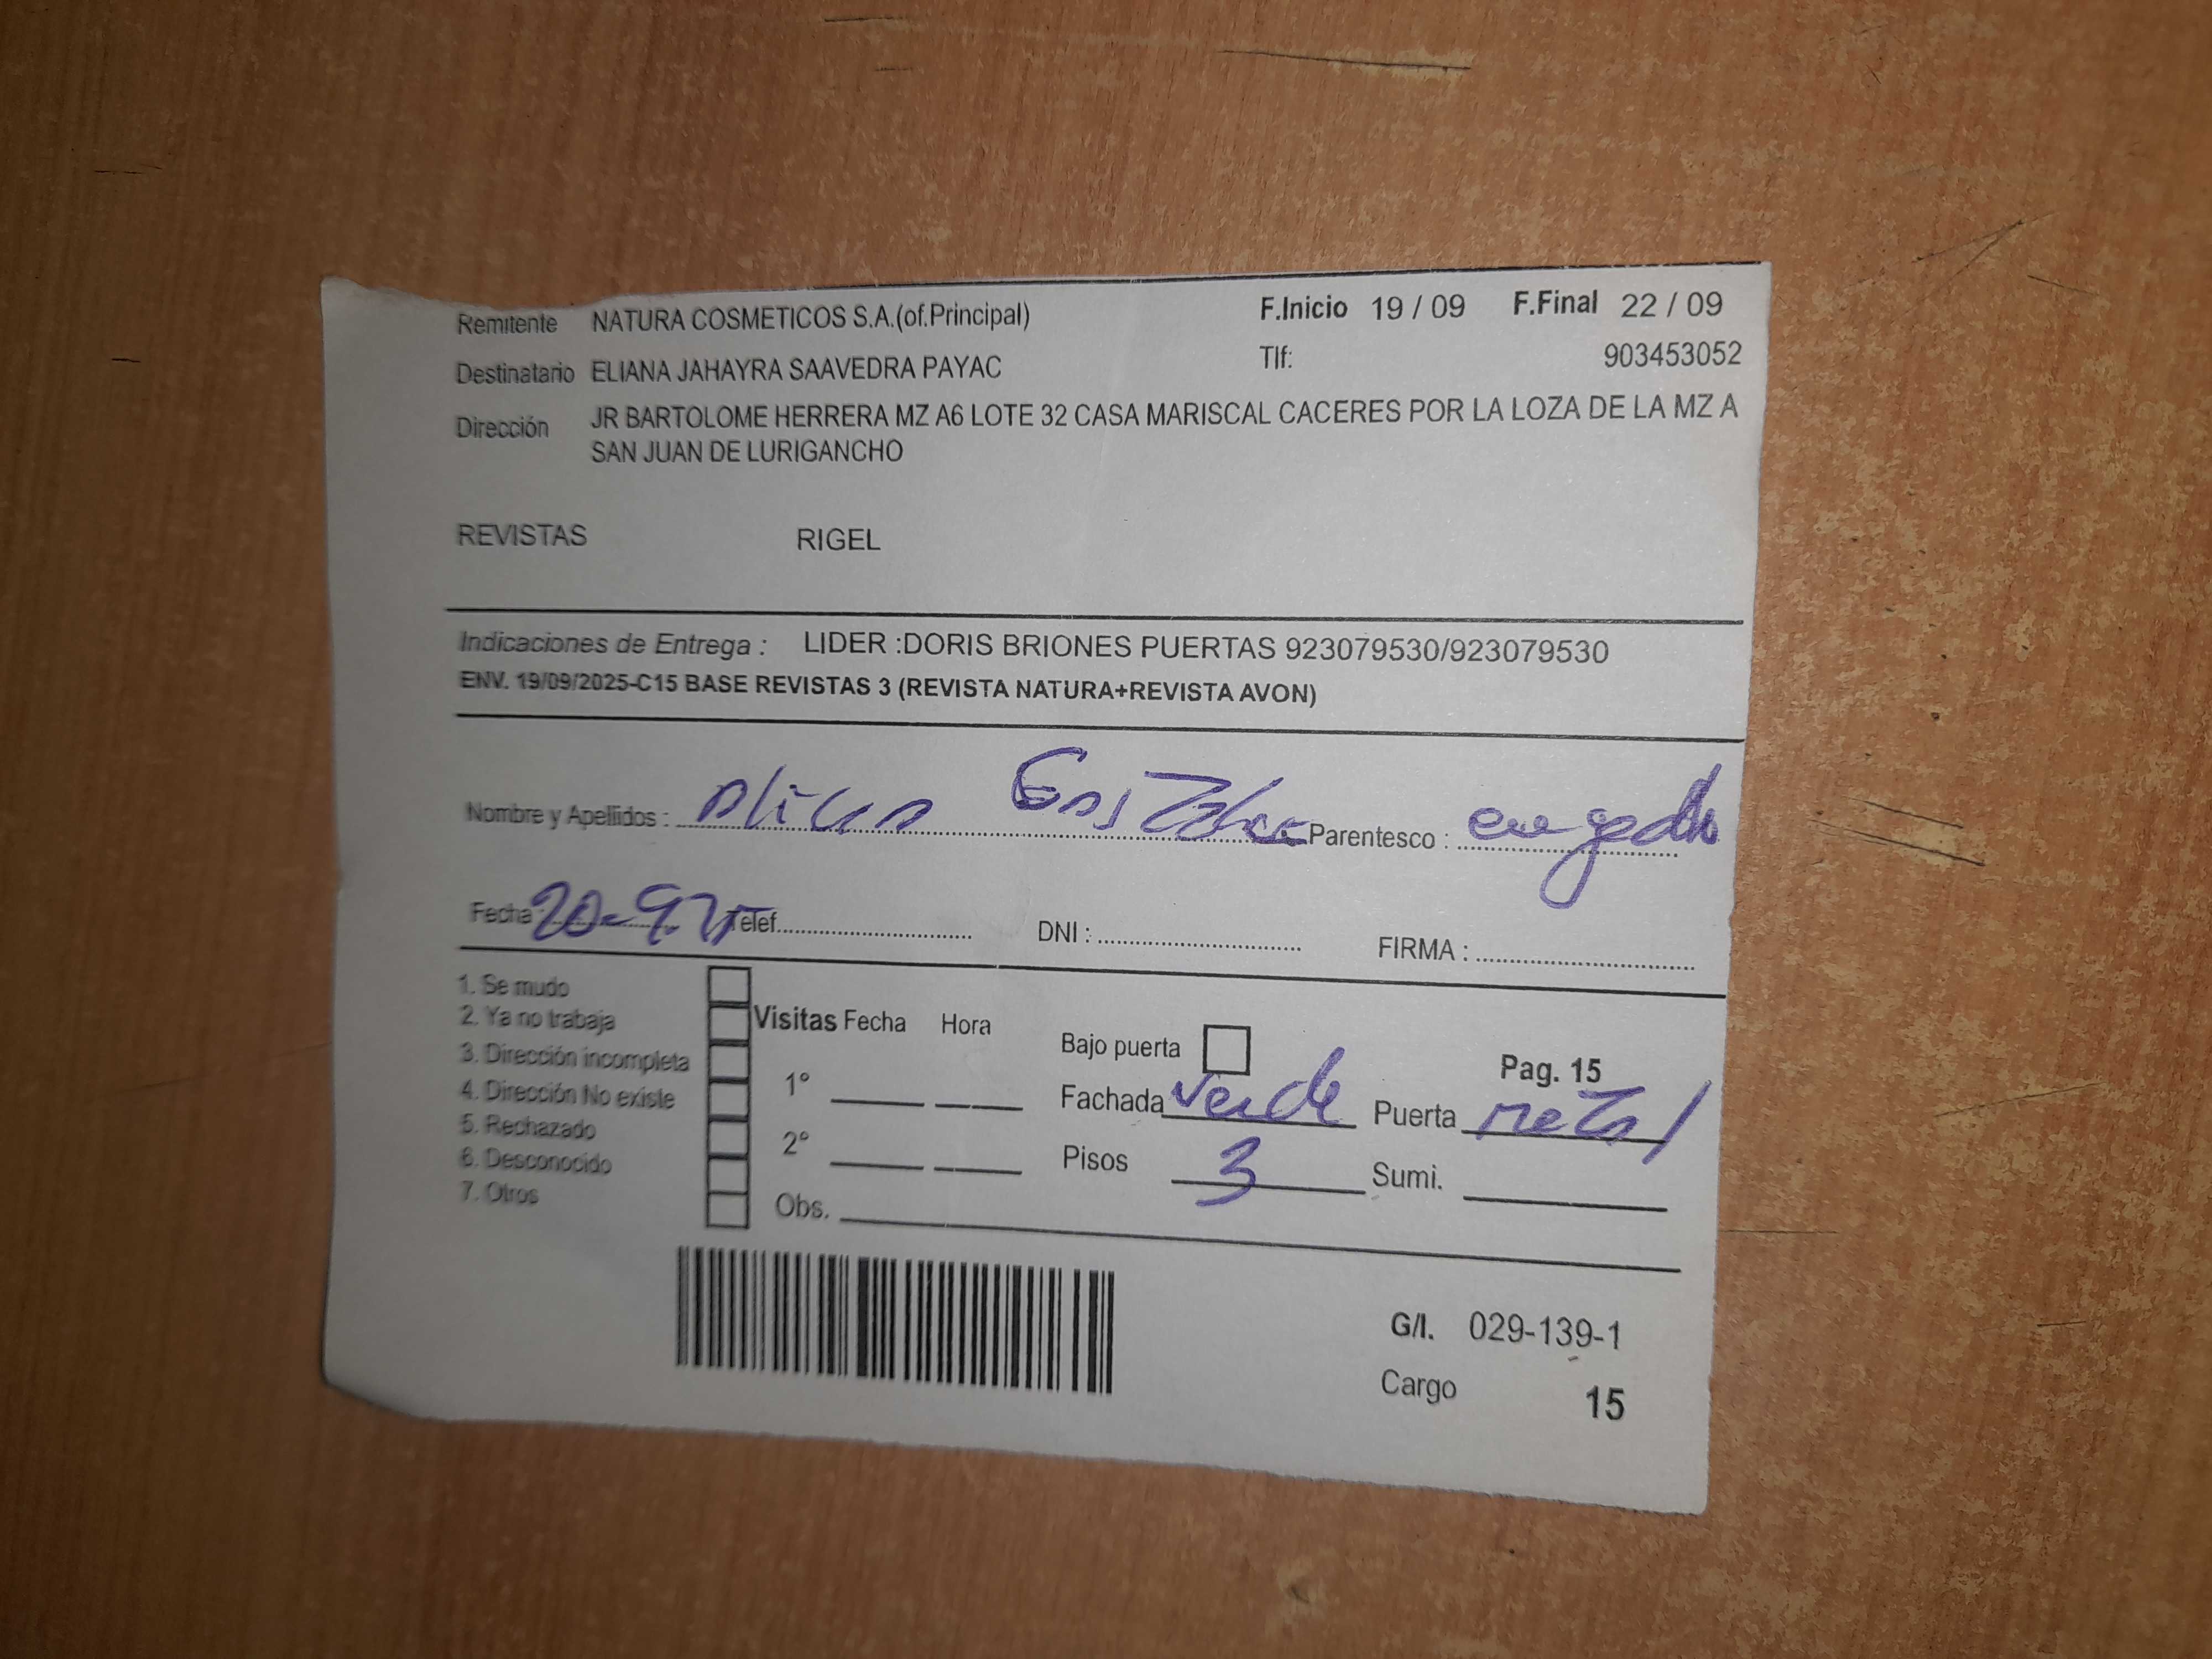 Remitente NATURA COSMETICOS S.A.(of.Principal) F.Inicio 19 / 09 F.Final 22 / 09
Destinatario ELIANA JAHAYRA SAAVEDRA PAYAC Tlf: 903453052
Dirección JR BARTOLOME HERRERA MZ A6 LOTE 32 CASA MARISCAL CACERES POR LA LOZA DE LA MZ A
SAN JUAN DE LURIGANCHO
REVISTAS RIGEL
Indicaciones de Entrega : LIDER :DORIS BRIONES PUERTAS 923079530/923079530
ENV. 19/09/2025-C15 BASE REVISTAS 3 (REVISTA NATURA+REVISTA AVON)
Nombre y Apellidos : Parentesco :
Fecha 20-9-25 Telef. DNI : FIRMA :
1. Se mudo
2. Ya no trabaja Visitas Fecha Hora
3. Dirección incompleta Bajo puerta Pag. 15
4. Dirección No existe 1° Fachada verde Puerta metal
5. Rechazado
6. Desconocido 2° Pisos 3 Sumi.
7. Otros Obs.
G/I. 029-139-1
Cargo 15